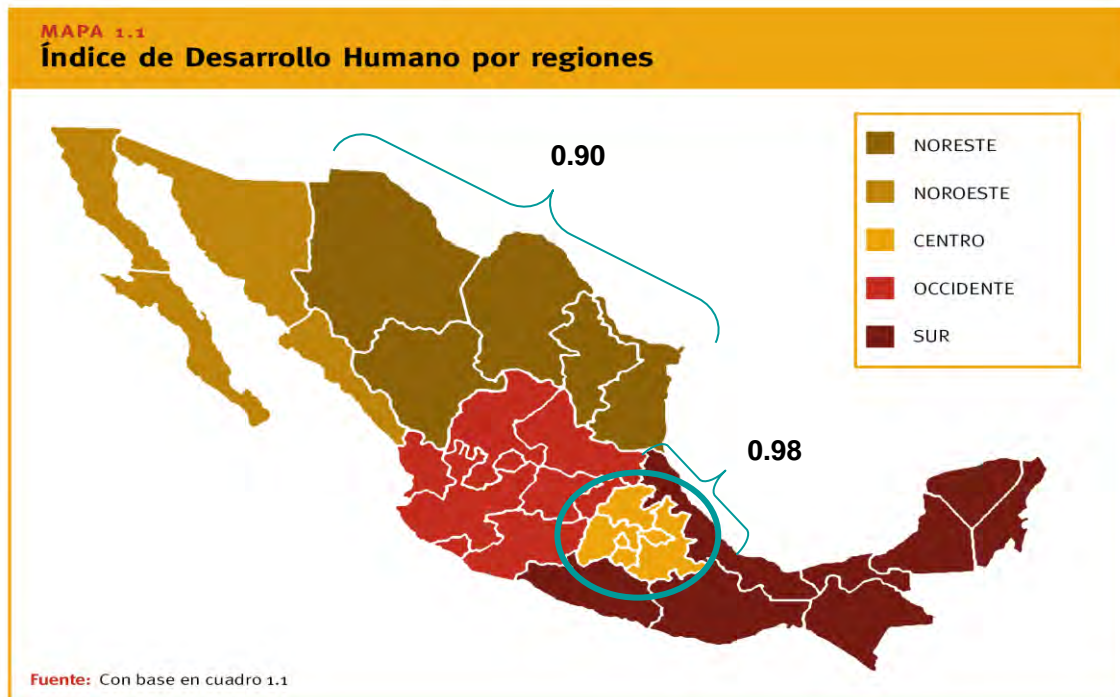 MAPA 1.1
Índice de Desarrollo Humano por regiones
0.90
NORESTE
NOROESTE
CENTRO
OCCIDENTE
SUR
0.98
Fuente: Con base en cuadro 1.1